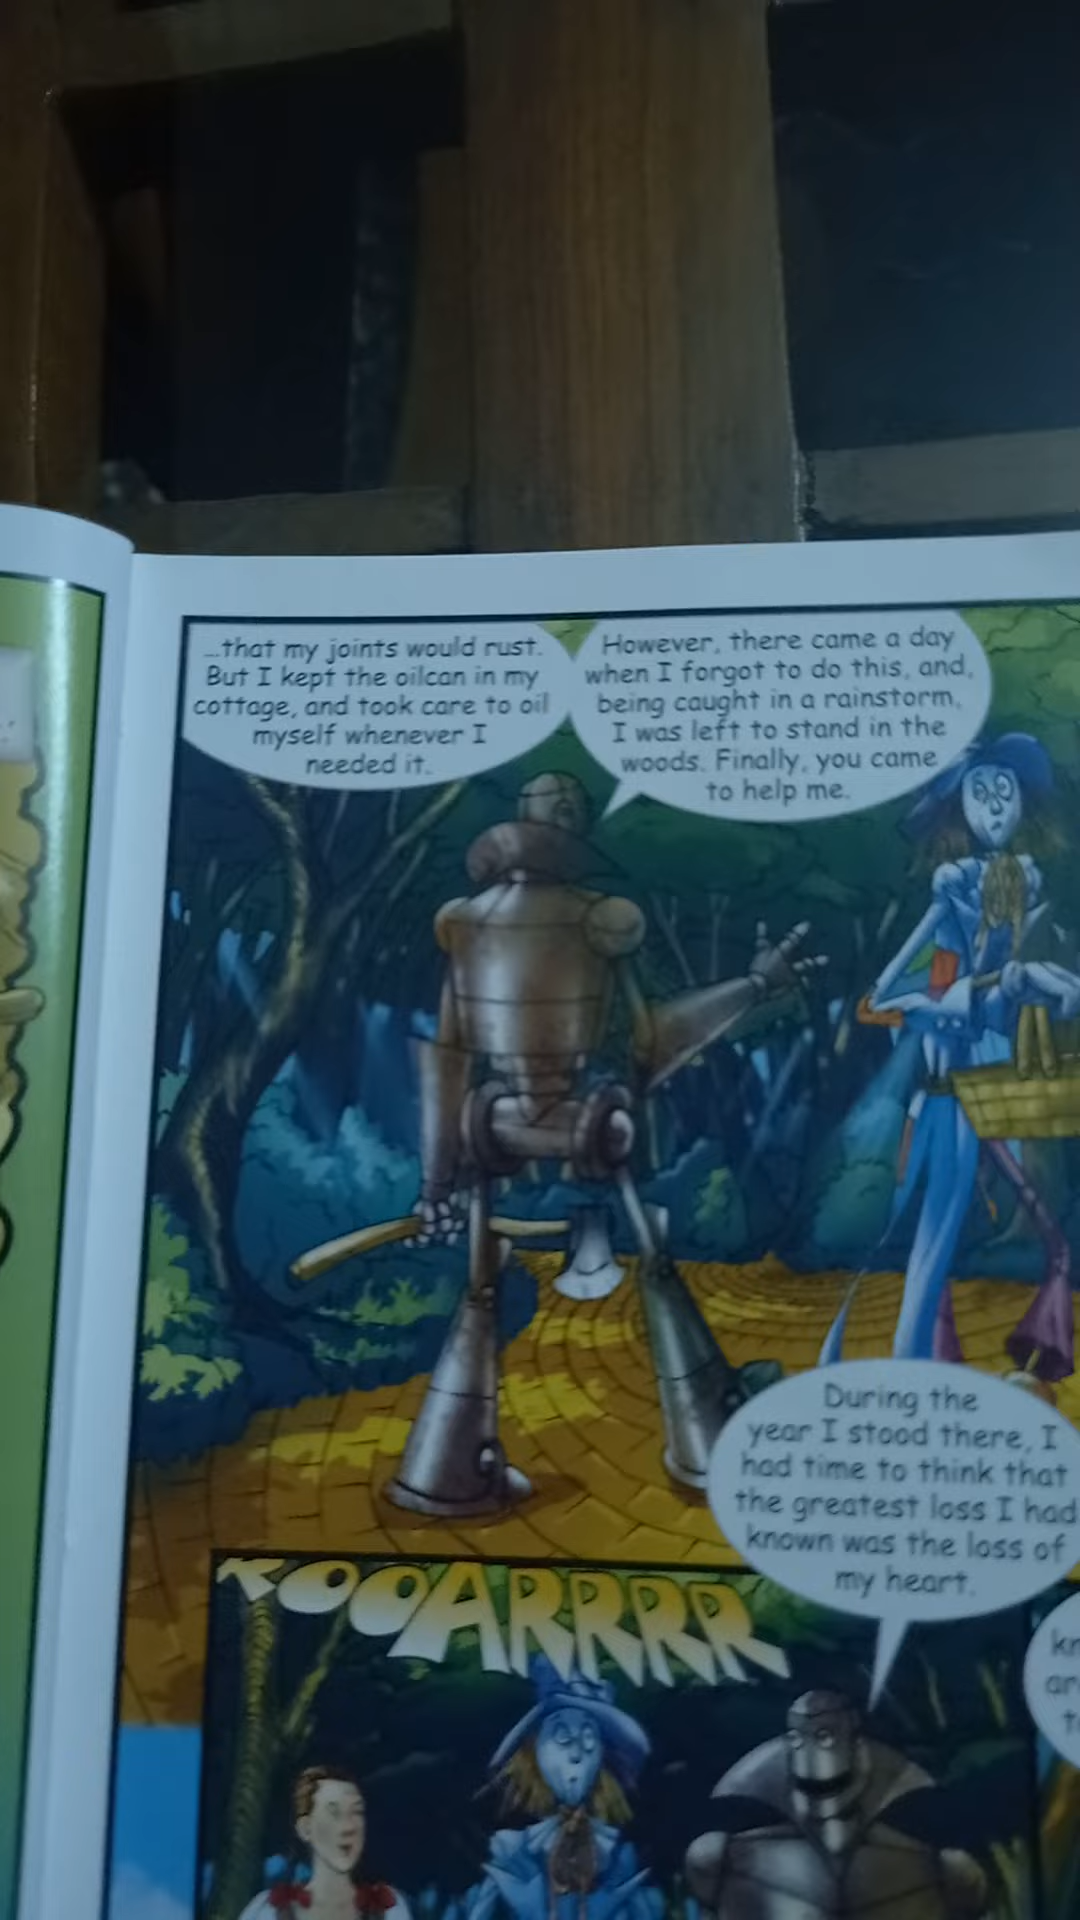 ...that my joints would rust.
But I kept the oilcan in my
cottage, and took care to oil
myself whenever I
needed it.
However, there came a day
when I forgot to do this, and,
being caught in a rainstorm,
I was left to stand in the
woods. Finally, you came
to help me.
During the
year I stood there, I
had time to think that
the greatest loss I had
known was the loss of
my heart.
ROOARRRR